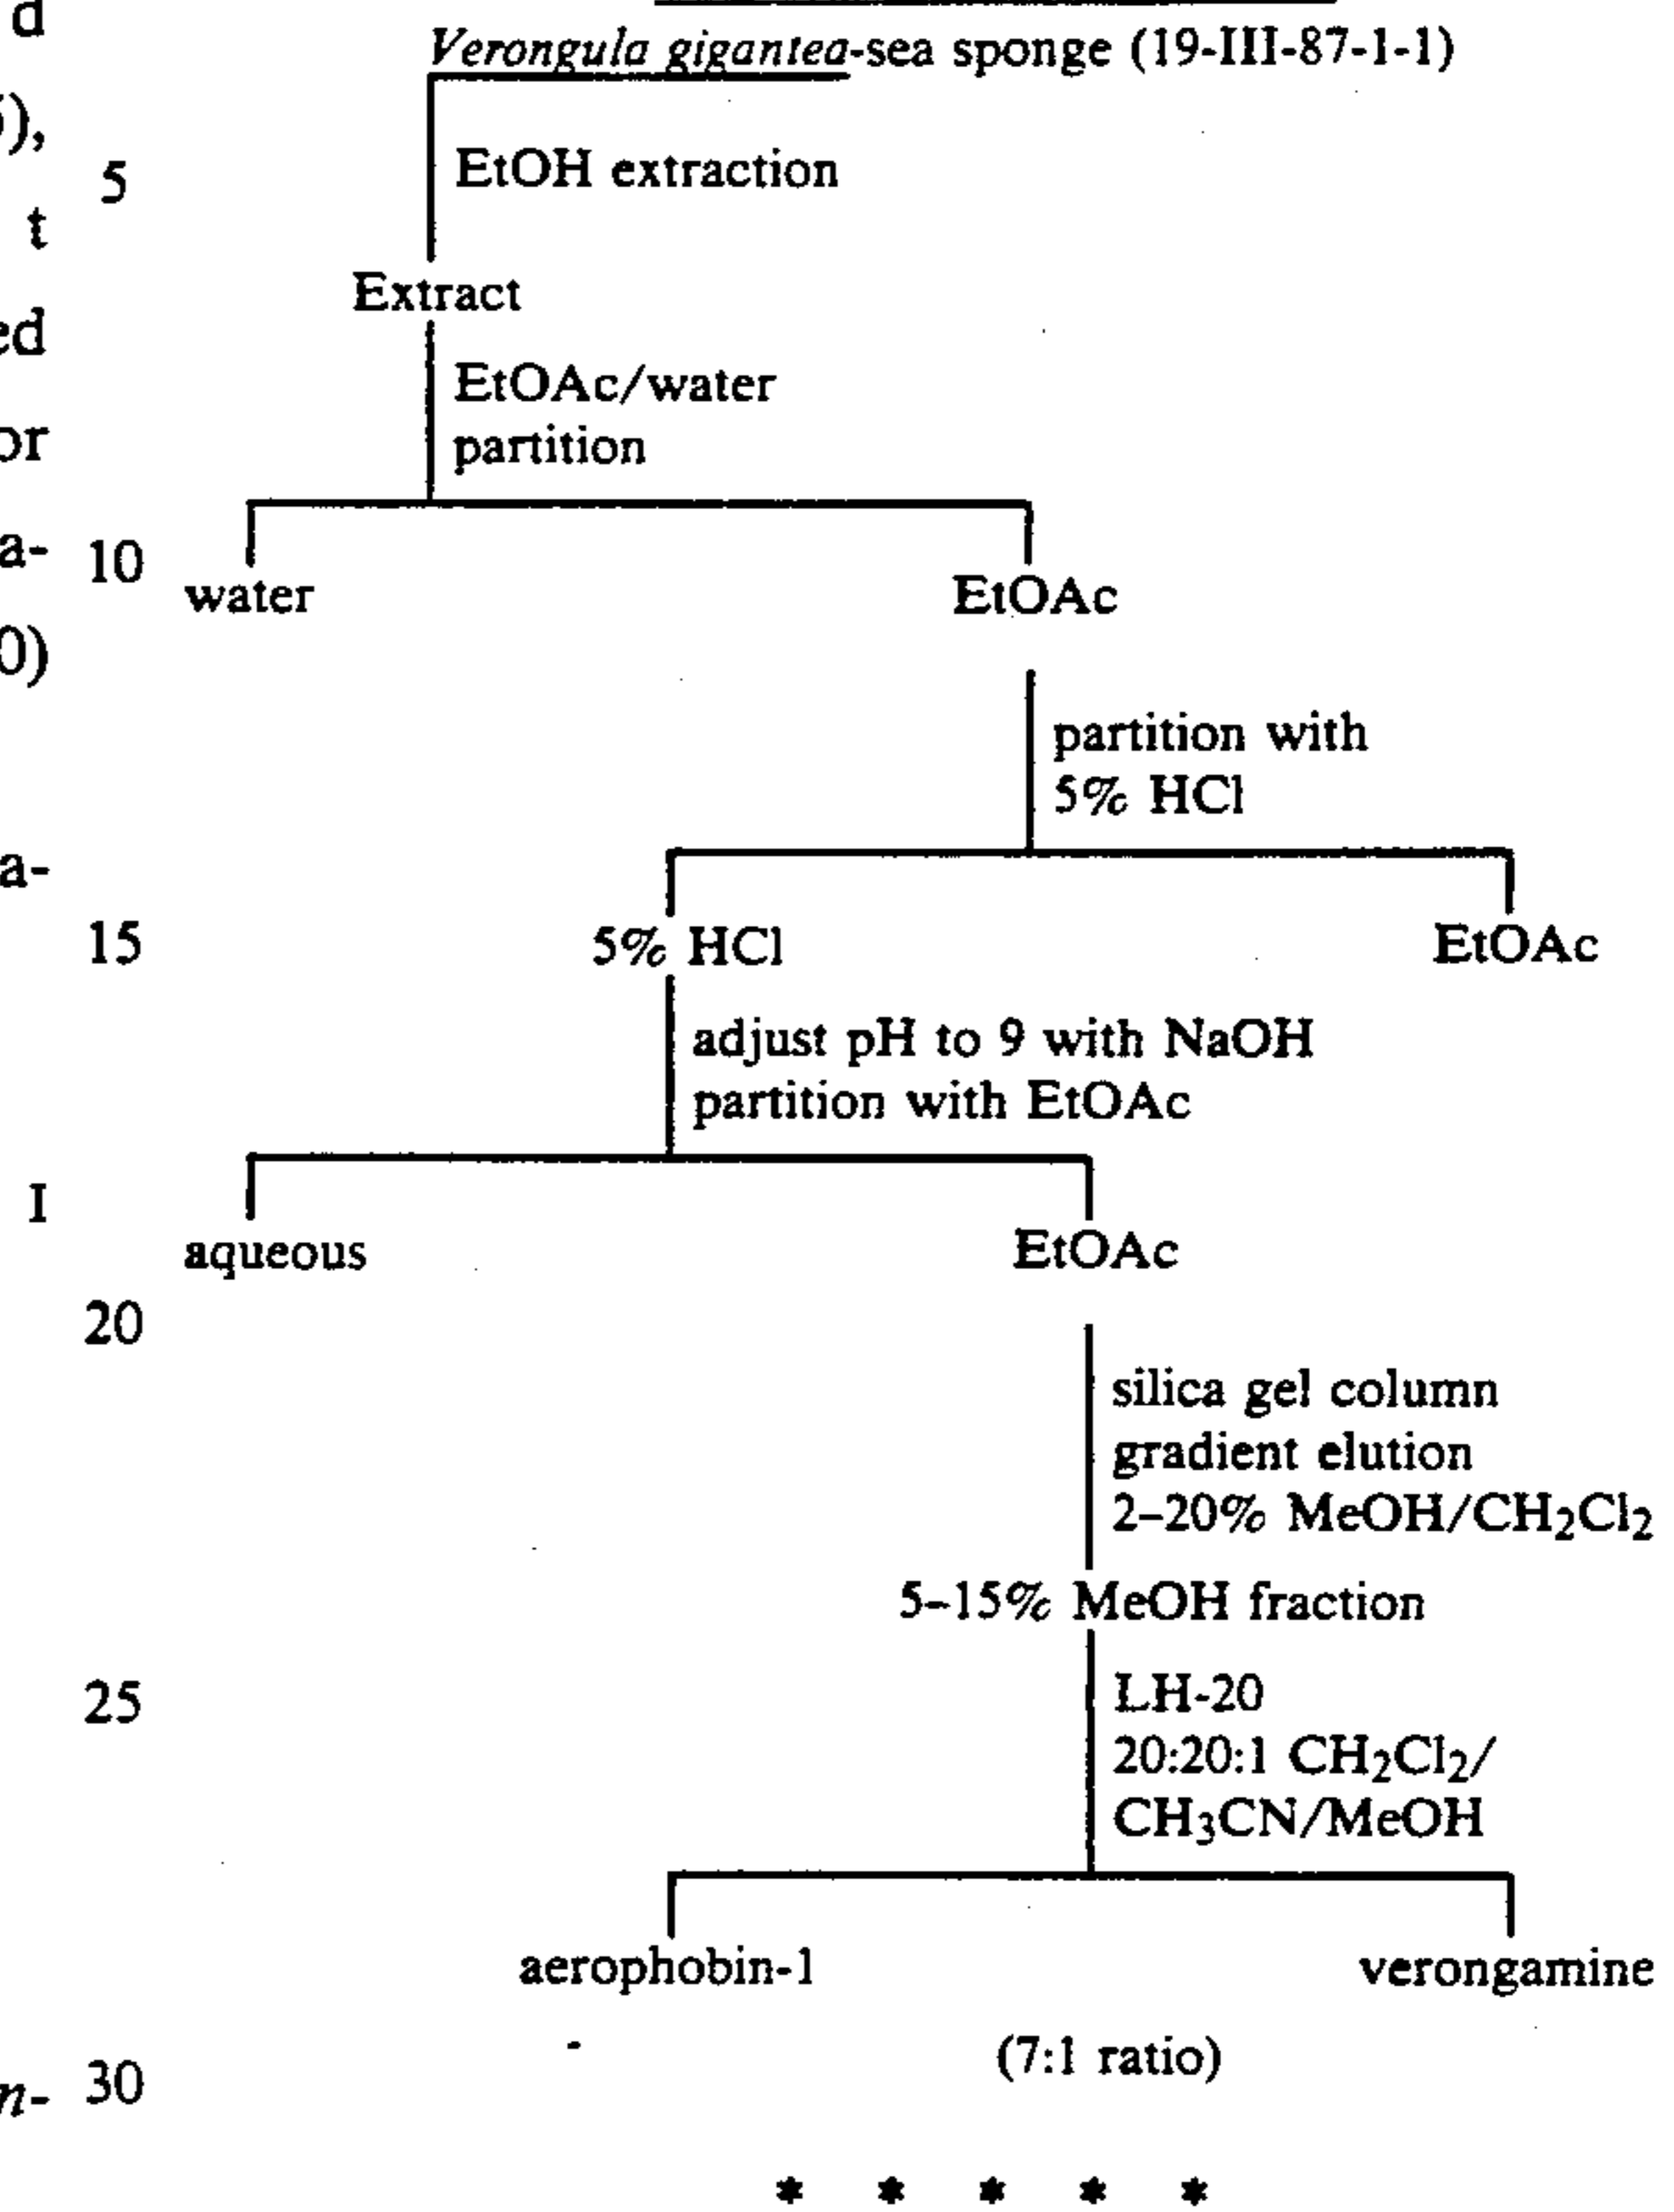 d
Verongula gigantea-sea sponge (19-III-87-1-1)
),
5
EtOH extraction
t
Extract
ed
EtOAc/water
partition
or
a-
10
water
EtOAc
0)
partition with
5% HCl
a-
15
5% HCl
EtOAc
adjust pH to 9 with NaOH
partition with EtOAc
I
aqueous
EtOAc
20
silica gel column
gradient elution
2–20% MeOH/CH₂Cl₂
5–15% MeOH fraction
25
LH-20
20:20:1 CH₂Cl₂/
CH₃CN/MeOH
aerophobin-1
verongamine
(7:1 ratio)
30
n-
* * * * *